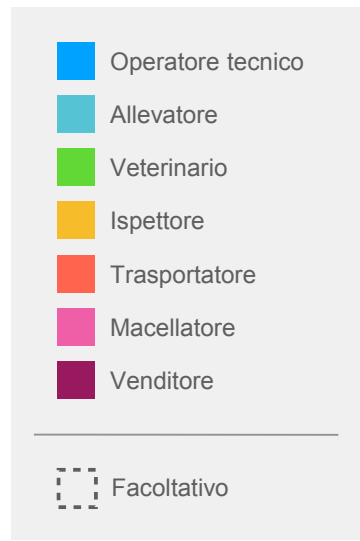 Operatore tecnico
Allevatore
Veterinario
Ispettore
Trasportatore
Macellatore
Venditore
Facoltativo